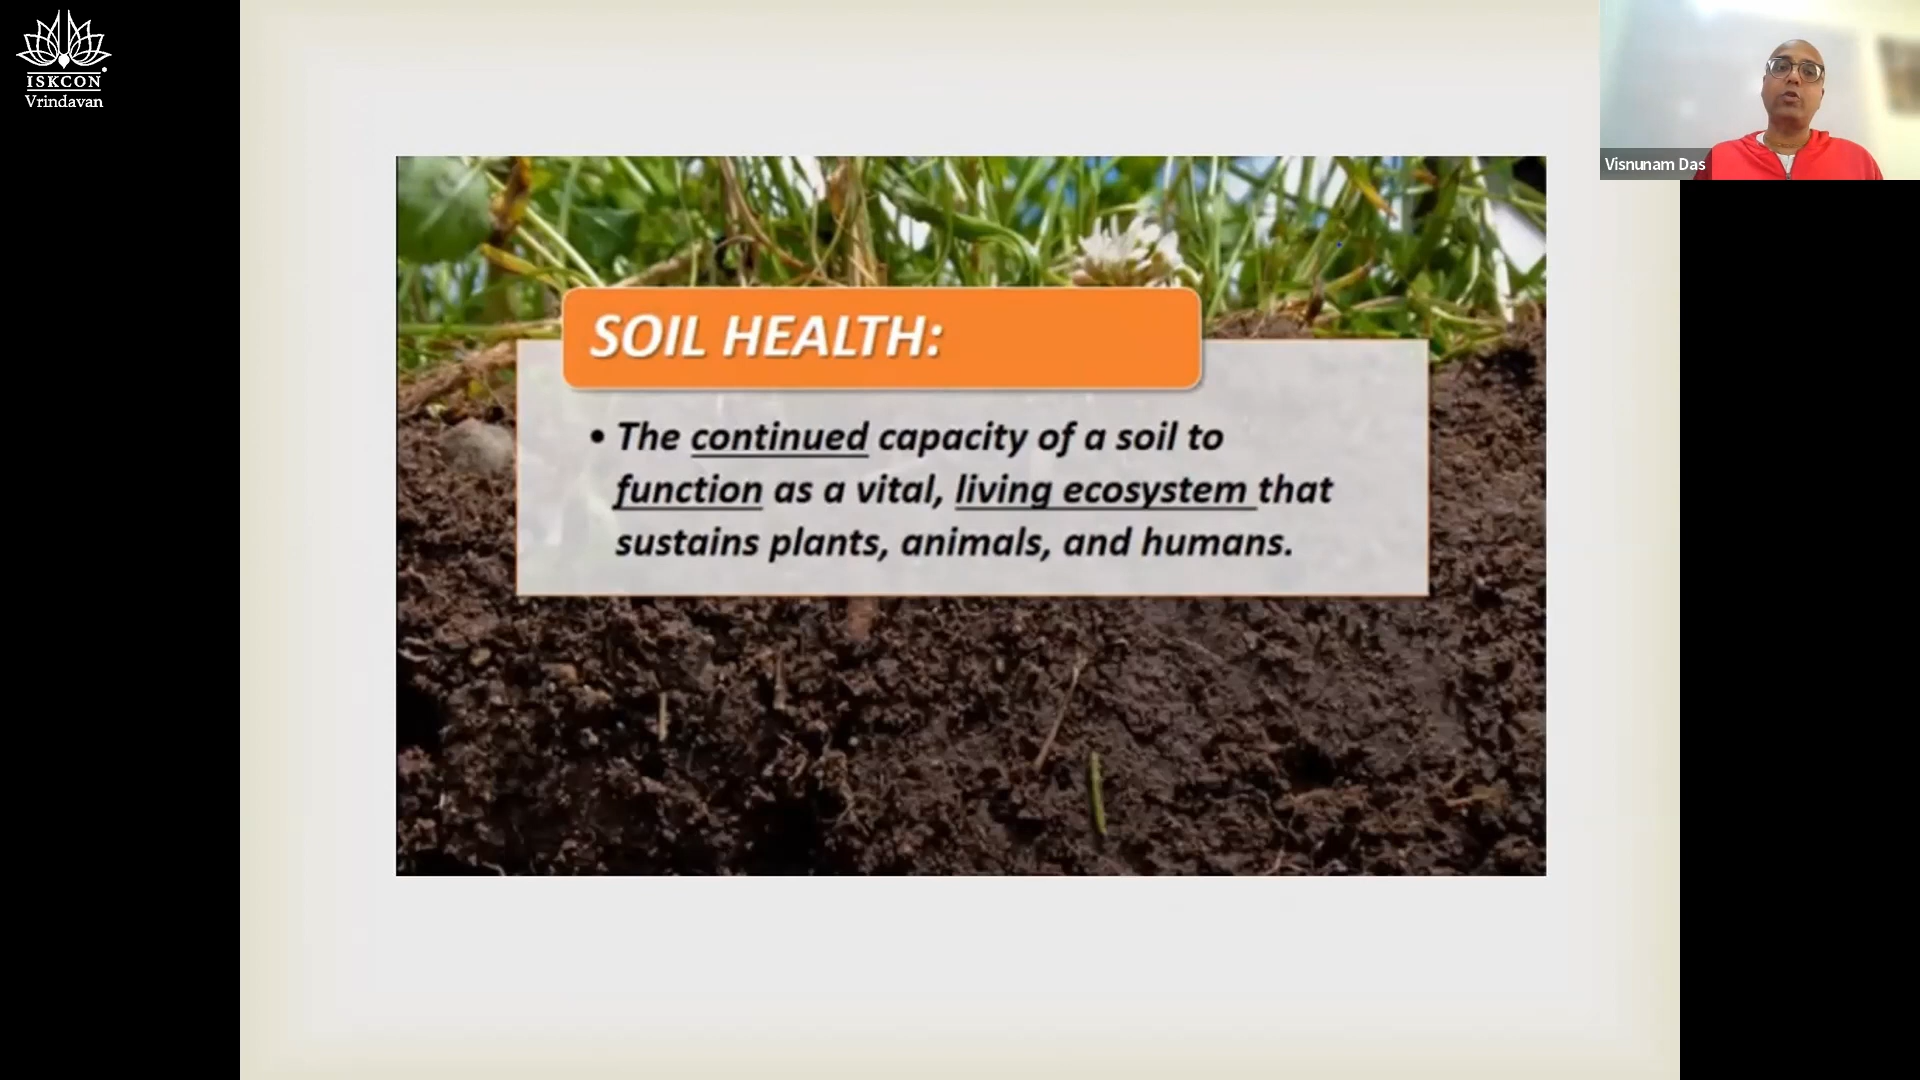 ISKCON
Vrindavan
Visnunam Das
SOIL HEALTH:
• The continued capacity of a soil to
function as a vital, living ecosystem that
sustains plants, animals, and humans.